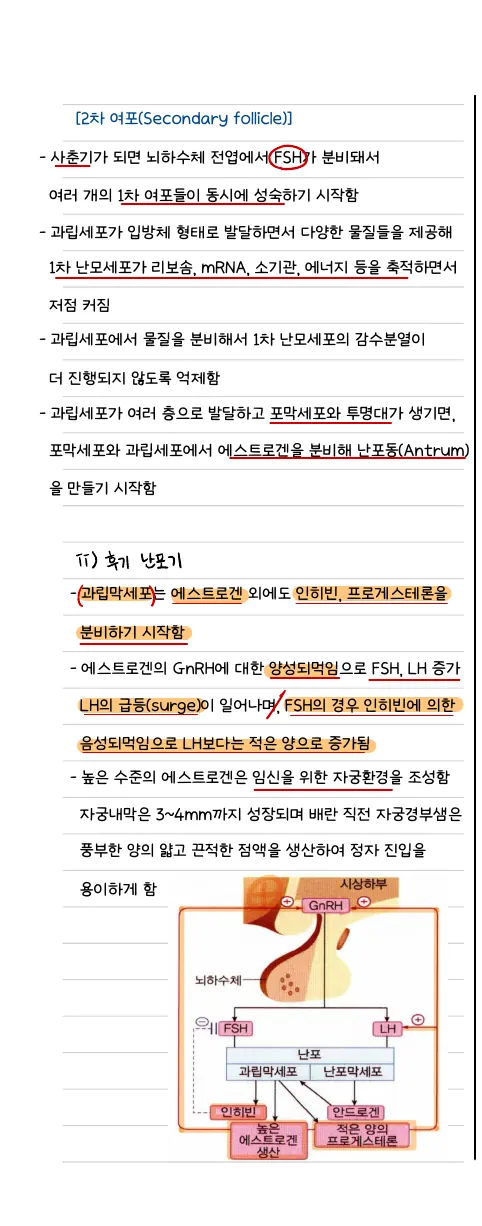 [2차 여포(Secondary follicle)]
- 사춘기가 되면 뇌하수체 전엽에서 FSH가 분비돼서
여러 개의 1차 여포들이 동시에 성숙하기 시작함
- 과립세포가 입방체 형태로 발달하면서 다양한 물질들을 제공해
1차 난모세포가 리보솜, mRNA, 소기관, 에너지 등을 축적하면서
저점 커짐
- 과립세포에서 물질을 분비해서 1차 난모세포의 감수분열이
더 진행되지 않도록 억제함
- 과립세포가 여러 층으로 발달하고 포막세포와 투명대가 생기면,
포막세포와 과립세포에서 에스트로겐을 분비해 난포동(Antrum)
을 만들기 시작함
ii) 후기 난포기
- (과립막세포)는 에스트로겐 외에도 인히빈, 프로게스테론을
분비하기 시작함
- 에스트로겐의 GnRH에 대한 양성되먹임으로 FSH, LH 증가
LH의 급등(surge)이 일어나며, FSH의 경우 인히빈에 의한
음성되먹임으로 LH보다는 적은 양으로 증가됨
- 높은 수준의 에스트로겐은 임신을 위한 자궁환경을 조성함
자궁내막은 3~4mm까지 성장되며 배란 직전 자궁경부샘은
풍부한 양의 얇고 끈적한 점액을 생산하여 정자 진입을
용이하게 함
시상하부
+ GnRH +
뇌하수체
- FSH LH +
난포
과립막세포 난포막세포
인히빈 안드로겐
높은 에스트로겐 생산
적은 양의 프로게스테론